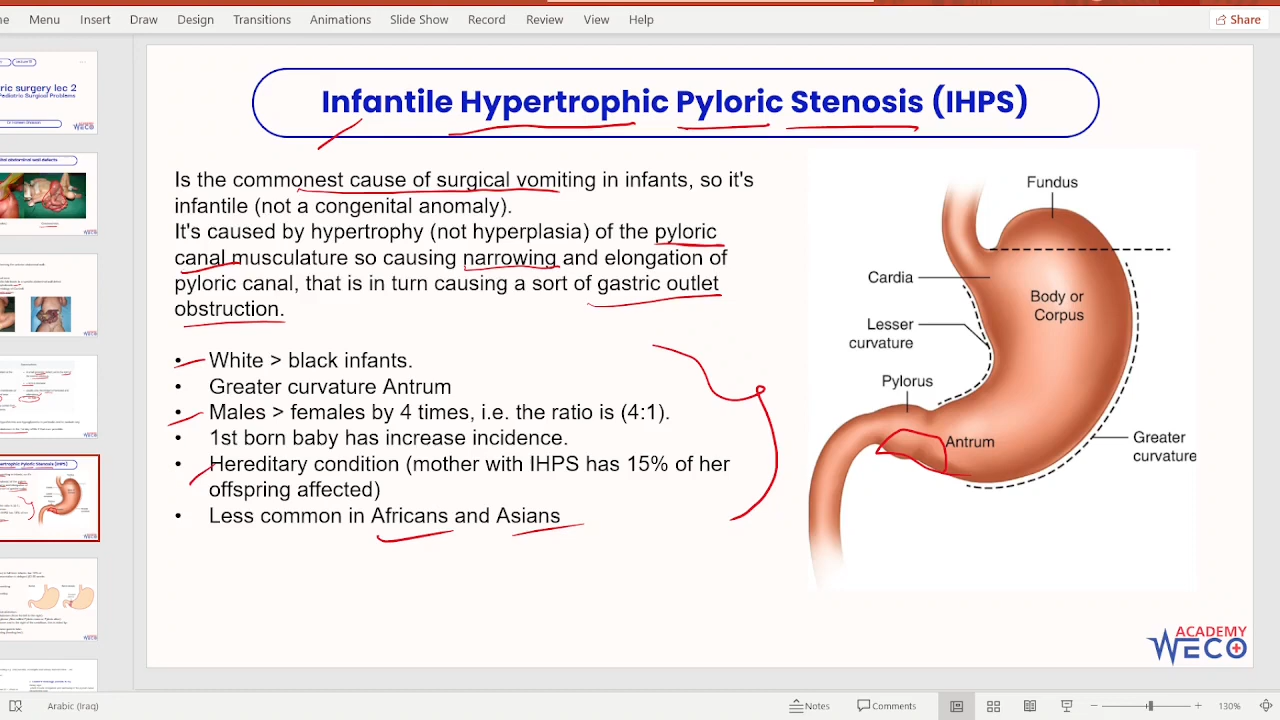 Menu Insert Draw Design Transitions Animations Slide Show Record Review View Help Share
ric surgery lec 2
Infantile Hypertrophic Pyloric Stenosis (IHPS)
Is the commonest cause of surgical vomiting in infants, so it's
infantile (not a congenital anomaly).
It's caused by hypertrophy (not hyperplasia) of the pyloric
canal musculature so causing narrowing and elongation of
pyloric canal, that is in turn causing a sort of gastric outlet
obstruction.
• White > black infants.
• Greater curvature Antrum
• Males > females by 4 times, i.e. the ratio is (4:1).
• 1st born baby has increase incidence.
• Hereditary condition (mother with IHPS has 15% of her
offspring affected)
• Less common in Africans and Asians
Fundus
Cardia
Body or
Corpus
Lesser
curvature
Pylorus
Antrum
Greater
curvature
ACADEMY
WECO
Arabic (Iraq) Notes Comments 130%